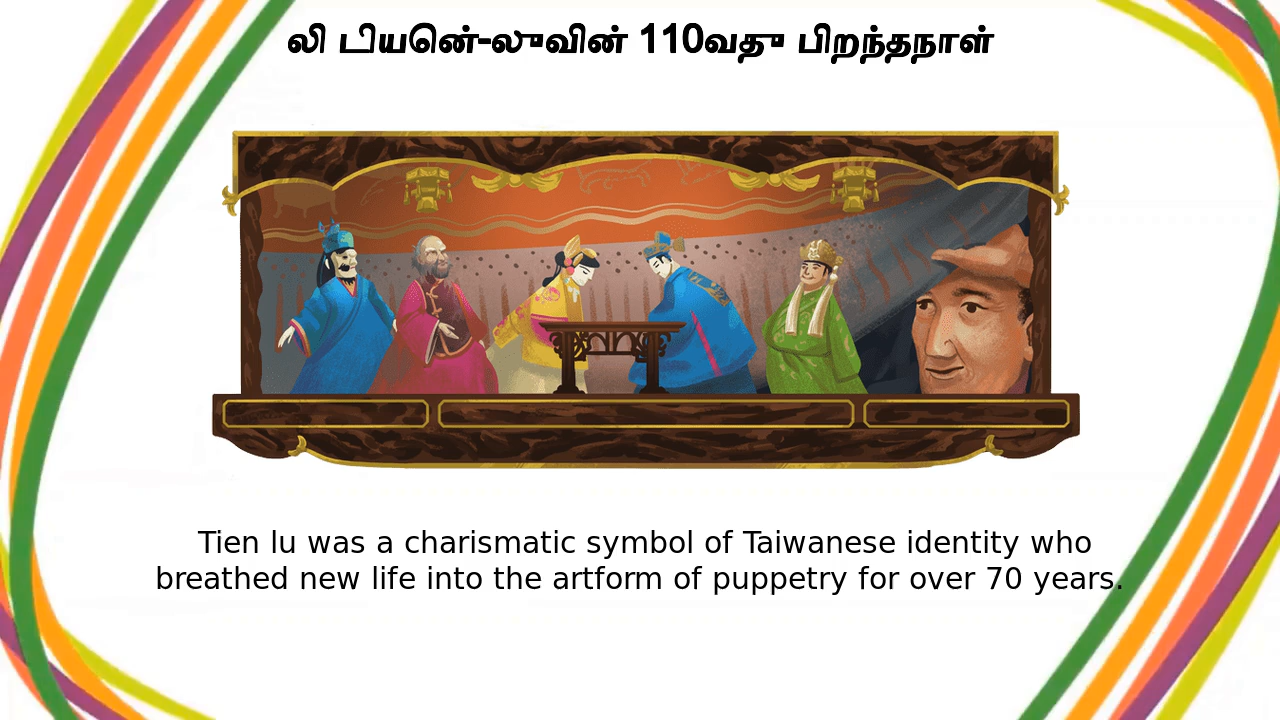 லி டியென்-லுவின் 110வது பிறந்தநாள்
Tien lu was a charismatic symbol of Taiwanese identity who
breathed new life into the artform of puppetry for over 70 years.